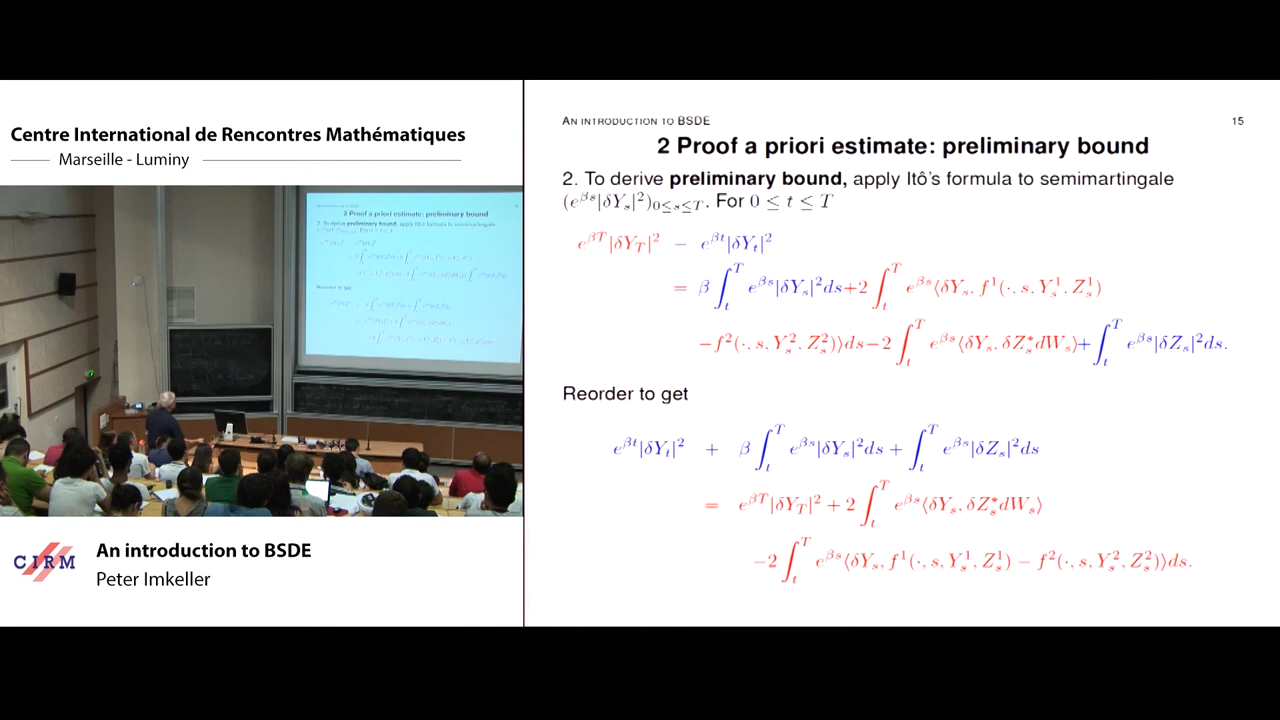 Centre International de Rencontres Mathématiques
Marseille - Luminy
CIRM
An introduction to BSDE
Peter Imkeller
AN INTRODUCTION TO BSDE 15
2 Proof a priori estimate: preliminary bound
2. To derive preliminary bound, apply Itô's formula to semimartingale
(e^{βs}|δY_s|^2)_{0≤s≤T}. For 0 ≤ t ≤ T
e^{βT}|δY_T|^2 − e^{βt}|δY_t|^2
= β ∫_t^T e^{βs}|δY_s|^2 ds+2 ∫_t^T e^{βs}⟨δY_s, f^1(·, s, Y_s^1, Z_s^1)
−f^2(·, s, Y_s^2, Z_s^2)⟩ds−2 ∫_t^T e^{βs}⟨δY_s, δZ_s^* dW_s⟩+ ∫_t^T e^{βs}|δZ_s|^2 ds.
Reorder to get
e^{βt}|δY_t|^2 + β ∫_t^T e^{βs}|δY_s|^2 ds + ∫_t^T e^{βs}|δZ_s|^2 ds
= e^{βT}|δY_T|^2 + 2 ∫_t^T e^{βs}⟨δY_s, δZ_s^* dW_s⟩
−2 ∫_t^T e^{βs}⟨δY_s, f^1(·, s, Y_s^1, Z_s^1) − f^2(·, s, Y_s^2, Z_s^2)⟩ds.